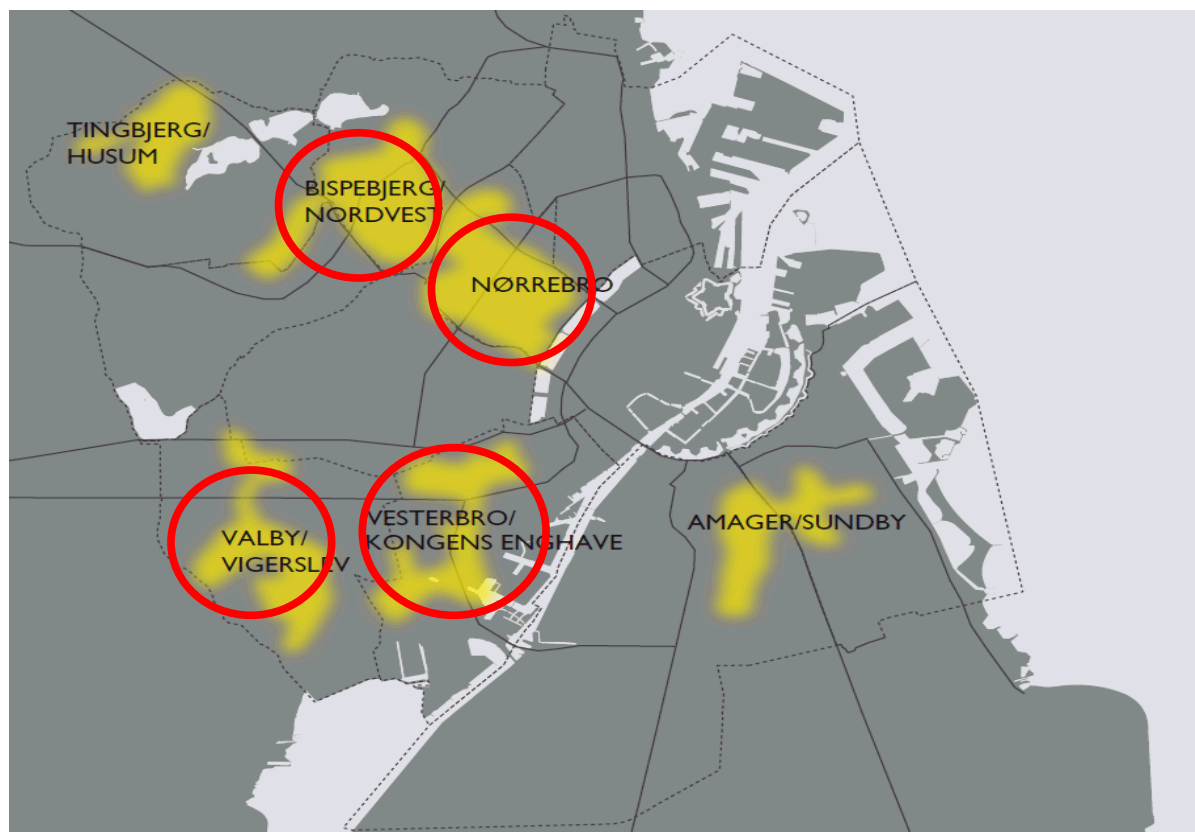 TINGBJERG/
HUSUM
BISPEBJERG/
NORDVEST
NØRREBRO
VALBY/
VIGERSLEV
VESTERBRO/
KONGENS ENGHAVE
AMAGER/SUNDBY